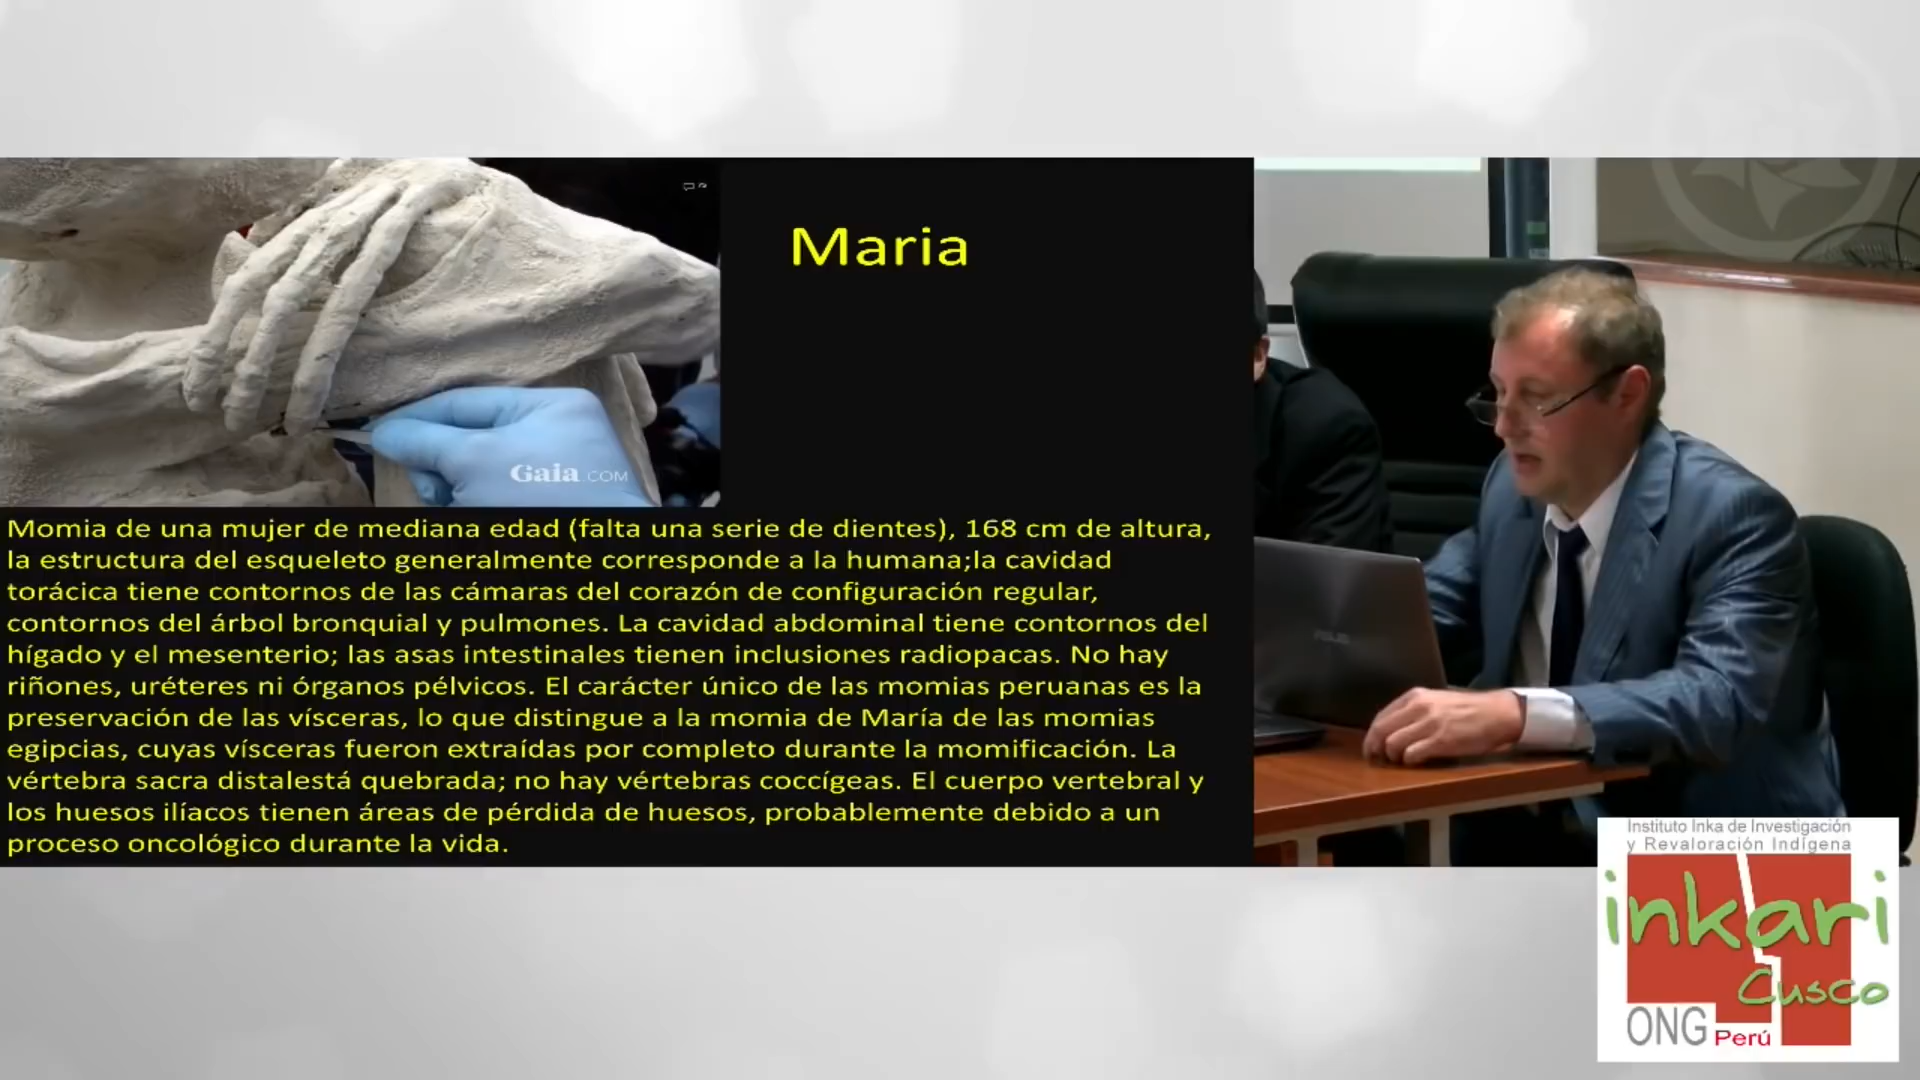 Maria
Gaia.COM
Momia de una mujer de mediana edad (falta una serie de dientes), 168 cm de altura,
la estructura del esqueleto generalmente corresponde a la humana;la cavidad
torácica tiene contornos de las cámaras del corazón de configuración regular,
contornos del árbol bronquial y pulmones. La cavidad abdominal tiene contornos del
hígado y el mesenterio; las asas intestinales tienen inclusiones radiopacas. No hay
riñones, uréteres ni órganos pélvicos. El carácter único de las momias peruanas es la
preservación de las vísceras, lo que distingue a la momia de María de las momias
egipcias, cuyas vísceras fueron extraídas por completo durante la momificación. La
vértebra sacra distalestá quebrada; no hay vértebras coccígeas. El cuerpo vertebral y
los huesos ilíacos tienen áreas de pérdida de huesos, probablemente debido a un
proceso oncológico durante la vida.
Instituto Inka de Investigación
y Revaloración Indígena
inkari
Cusco
ONG Perú